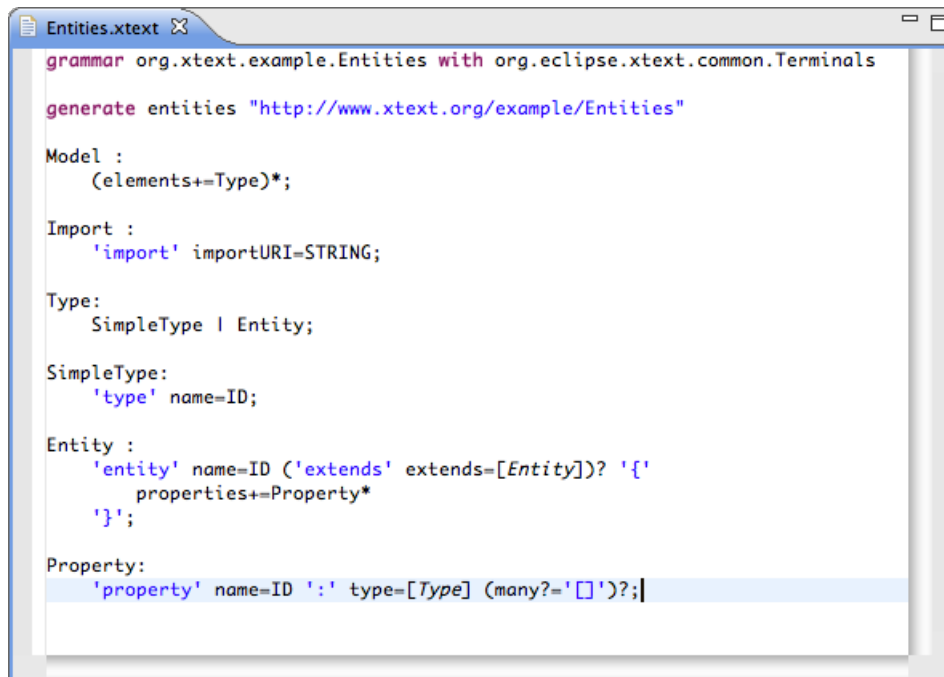 Entities.xtext
grammar org.xtext.example.Entities with org.eclipse.xtext.common.Terminals
generate entities "http://www.xtext.org/example/Entities"
Model :
(elements+=Type)*;
Import :
'import' importURI=STRING;
Type:
SimpleType | Entity;
SimpleType:
'type' name=ID;
Entity :
'entity' name=ID ('extends' extends=[Entity])? '{'
properties+=Property*
'}';
Property:
'property' name=ID ':' type=[Type] (many?='[]')?;